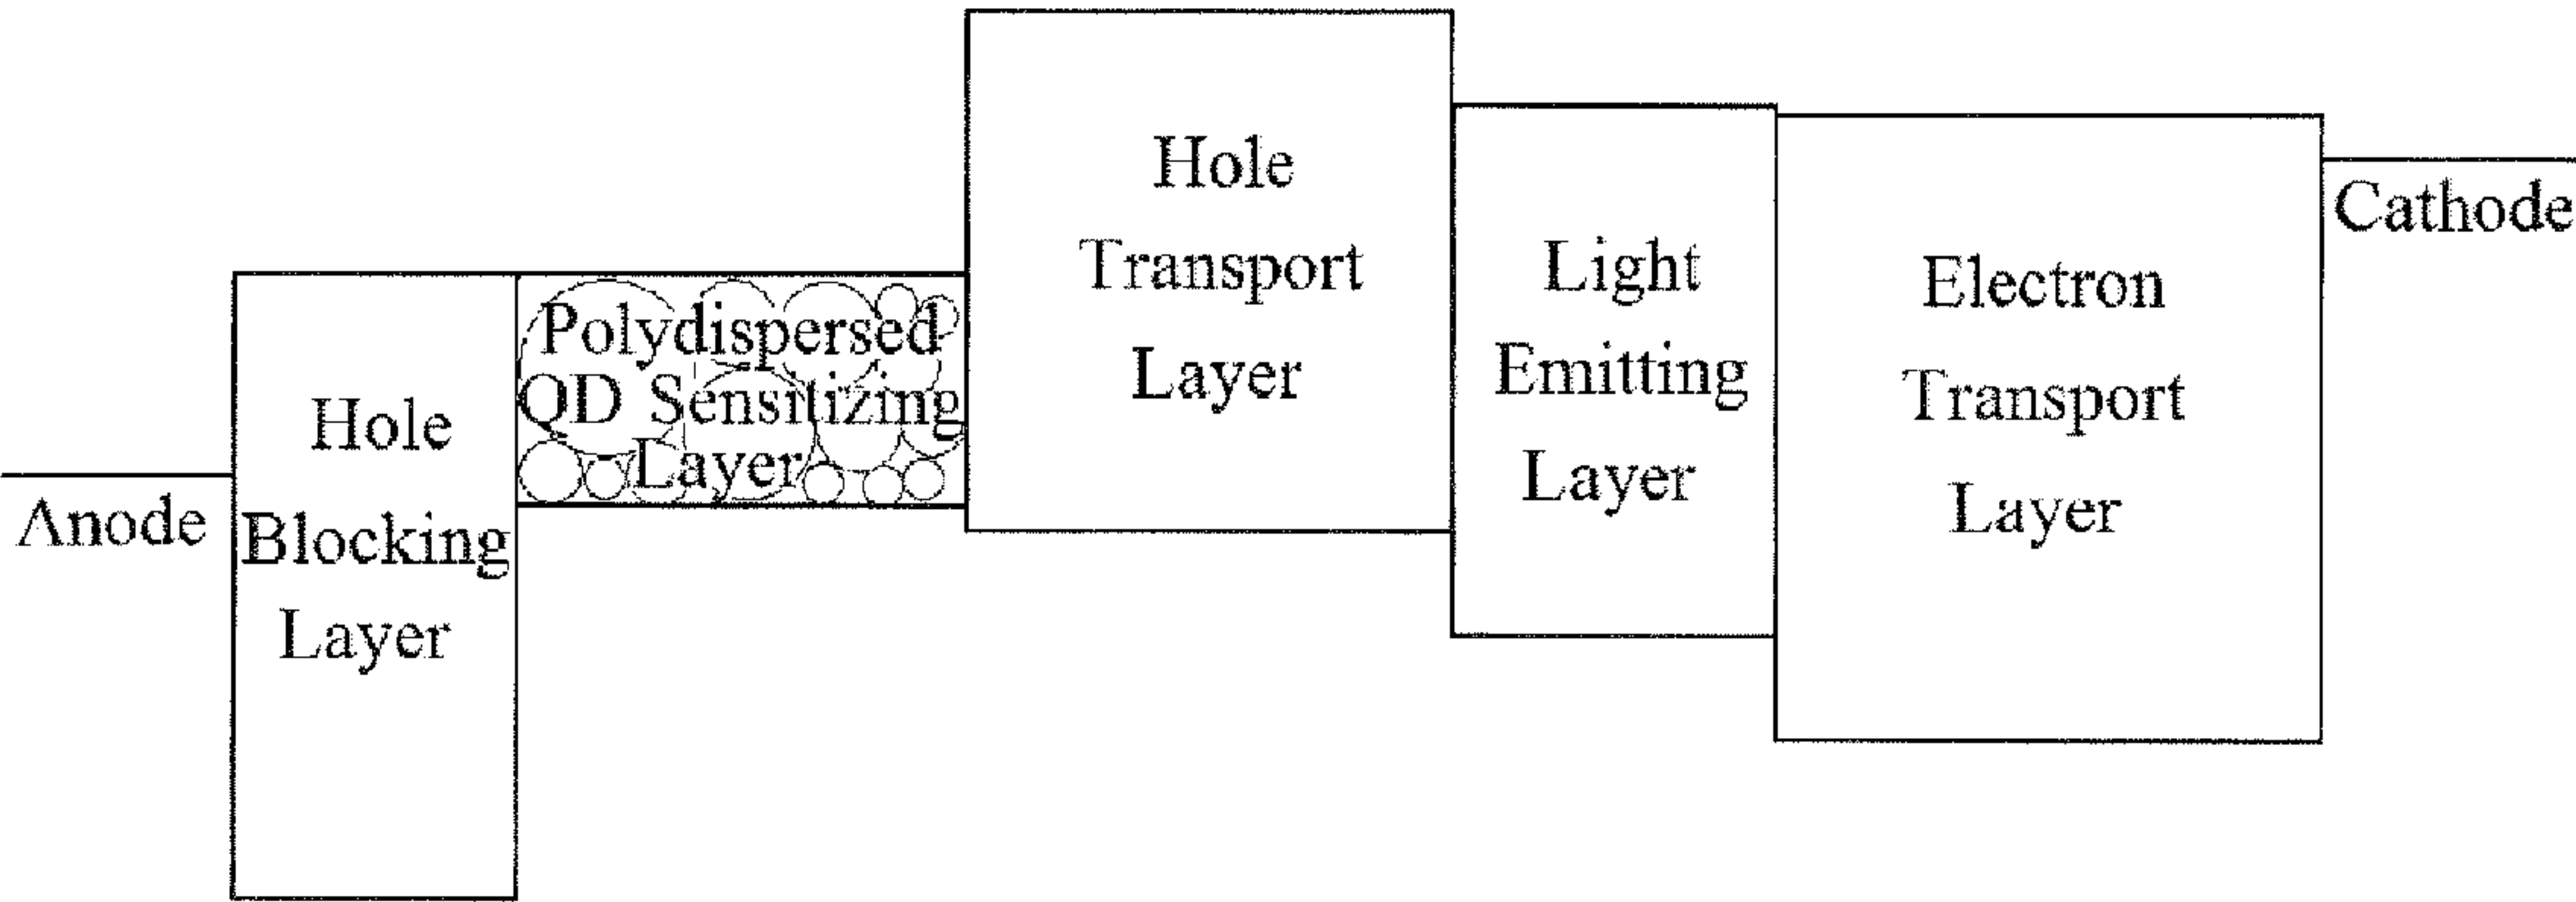 Anode
Hole
Blocking
Layer
Polydispersed
QD Sensitizing
Layer
Hole
Transport
Layer
Light
Emitting
Layer
Electron
Transport
Layer
Cathode